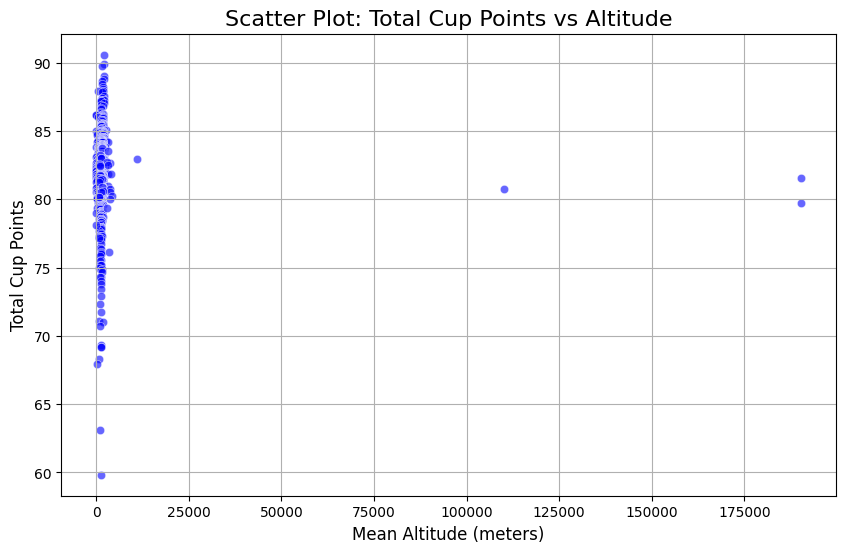 Scatter Plot: Total Cup Points vs Altitude
90
85
80
75
70
65
60
Total Cup Points
0 25000 50000 75000 100000 125000 150000 175000
Mean Altitude (meters)